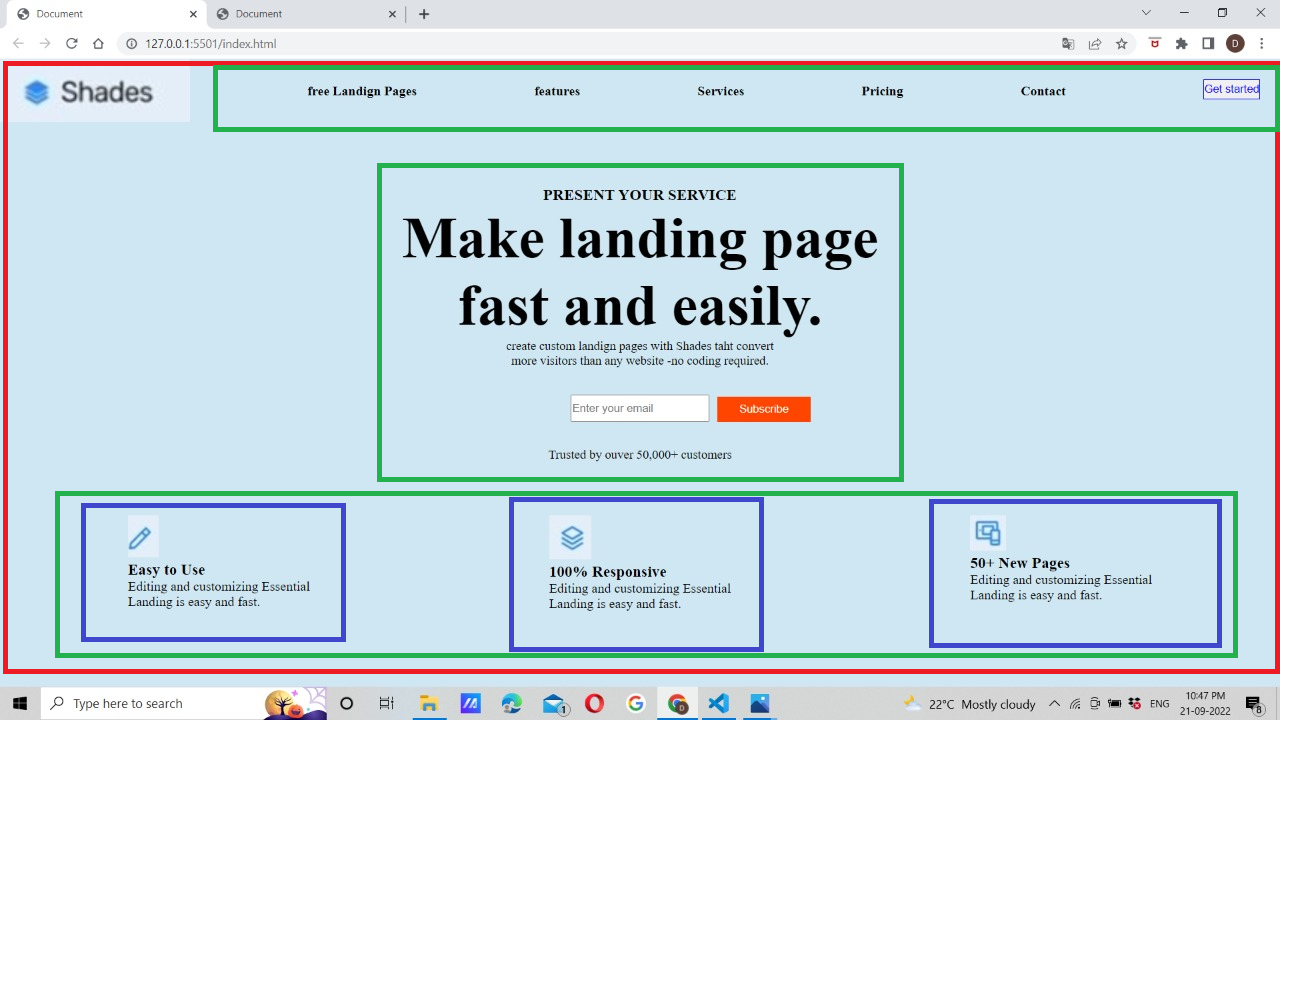 Document
Document
127.0.0.1:5501/index.html
D
Shades
free Landign Pages
features
Services
Pricing
Contact
Get started
PRESENT YOUR SERVICE
Make landing page
fast and easily.
create custom landign pages with Shades taht convert
more visitors than any website -no coding required.
Enter your email
Subscribe
Trusted by ouver 50,000+ customers
Easy to Use
Editing and customizing Essential
Landing is easy and fast.
100% Responsive
Editing and customizing Essential
Landing is easy and fast.
50+ New Pages
Editing and customizing Essential
Landing is easy and fast.
Type here to search
1
D
22°C Mostly cloudy
ENG
10:47 PM
21-09-2022
8